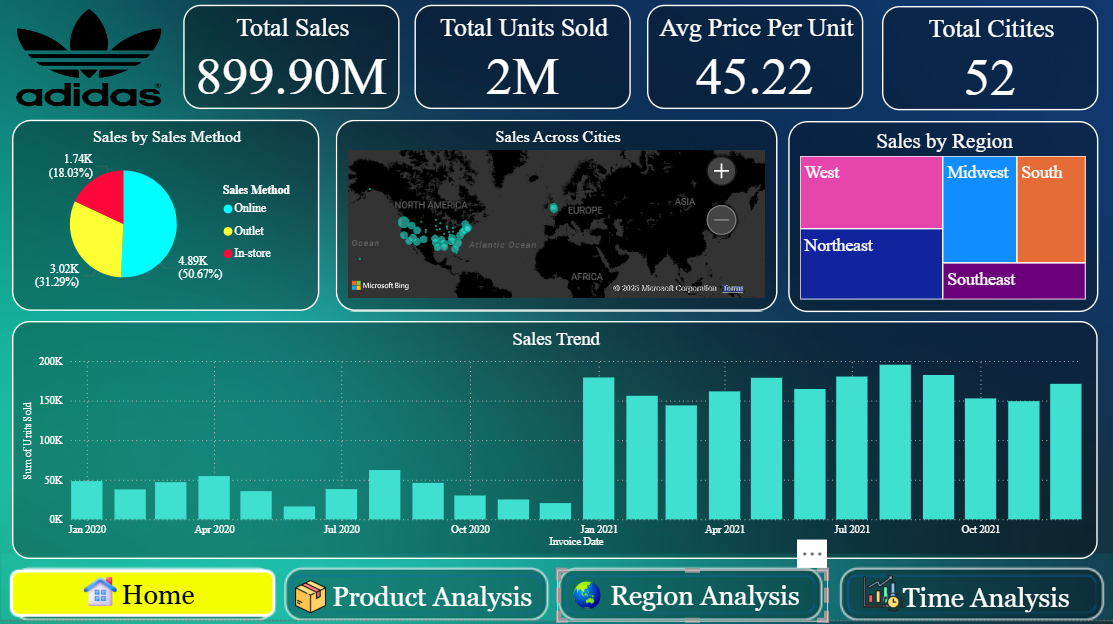 adidas
Total Sales
899.90M
Total Units Sold
2M
Avg Price Per Unit
45.22
Total Citites
52
Sales by Sales Method
1.74K
(18.03%)
3.02K
(31.29%)
4.89K
(50.67%)
Sales Method
Online
Outlet
In-store
Sales Across Cities
NORTH AMERICA
EUROPE
ASIA
AFRICA
Ocean
Atlantic Ocean
Microsoft Bing
© 2025 Microsoft Corporation Terms
Sales by Region
West
Northeast
Midwest
South
Southeast
Sales Trend
Sum of Units Sold
200K
150K
100K
50K
0K
Jan 2020
Apr 2020
Jul 2020
Oct 2020
Jan 2021
Apr 2021
Jul 2021
Oct 2021
Invoice Date
Home
Product Analysis
Region Analysis
Time Analysis